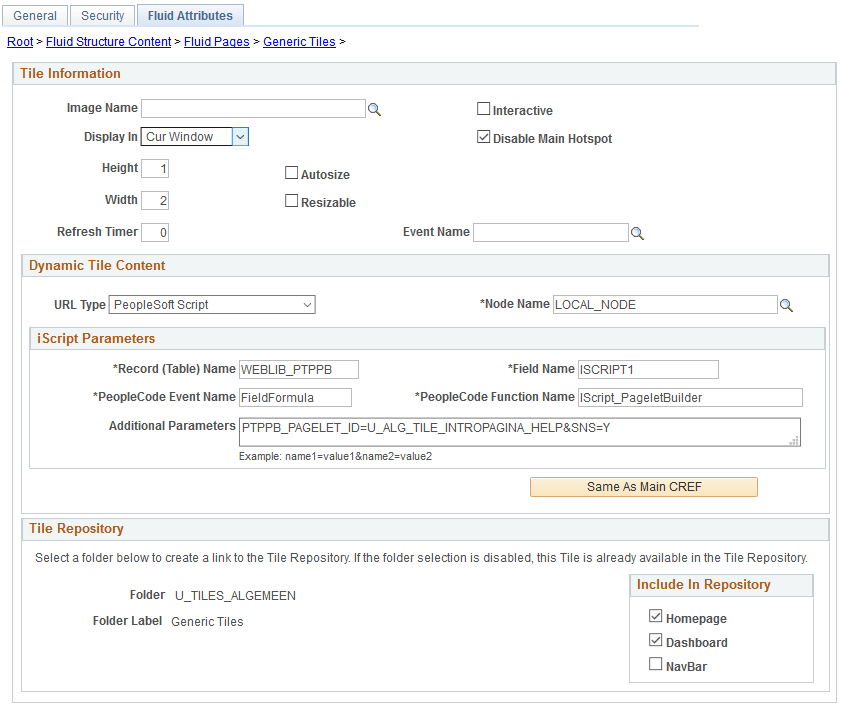 General Security Fluid Attributes
Root > Fluid Structure Content > Fluid Pages > Generic Tiles >
Tile Information
Image Name
Interactive
Display In Cur Window
Disable Main Hotspot
Height 1
Autosize
Width 2
Resizable
Refresh Timer 0 Event Name
Dynamic Tile Content
URL Type PeopleSoft Script *Node Name LOCAL_NODE
iScript Parameters
*Record (Table) Name WEBLIB_PTPPB *Field Name ISCRIPT1
*PeopleCode Event Name FieldFormula *PeopleCode Function Name IScript_PageletBuilder
Additional Parameters PTPPB_PAGELET_ID=U_ALG_TILE_INTROPAGINA_HELP&SNS=Y
Example: name1=value1&name2=value2
Same As Main CREF
Tile Repository
Select a folder below to create a link to the Tile Repository. If the folder selection is disabled, this Tile is already available in the Tile Repository.
Folder U_TILES_ALGEMEEN
Folder Label Generic Tiles
Include In Repository
Homepage
Dashboard
NavBar